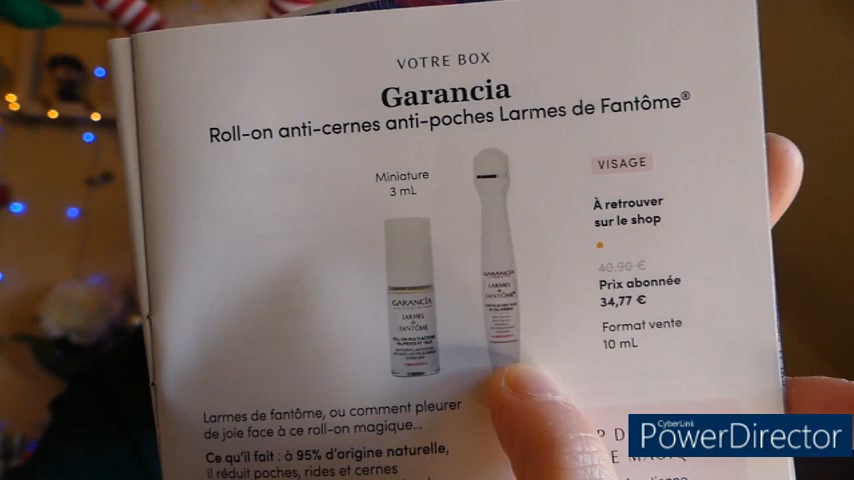 VOTRE BOX
Garancia
Roll-on anti-cernes anti-poches Larmes de Fantôme®
VISAGE
Miniature
3 mL
À retrouver
sur le shop
40.90 €
Prix abonnée
34,77 €
Format vente
10 mL
GARANCIA
PARIS
LARMES
de
FANTÔME
GARANCIA
LARMES
de
FANTÔME
Larmes de fantôme, ou comment pleurer
de joie face à ce roll-on magique...
Ce qu'il fait : à 95% d'origine naturelle,
il réduit poches, rides et cernes
CyberLink
PowerDirector